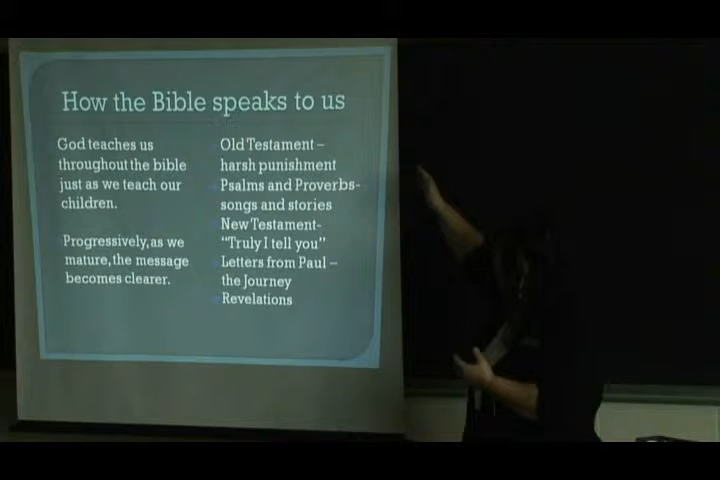 How the Bible speaks to us
God teaches us
throughout the bible
just as we teach our
children.
Progressively, as we
mature, the message
becomes clearer.
Old Testament –
harsh punishment
Psalms and Proverbs-
songs and stories
New Testament-
“Truly I tell you”
Letters from Paul –
the Journey
Revelations